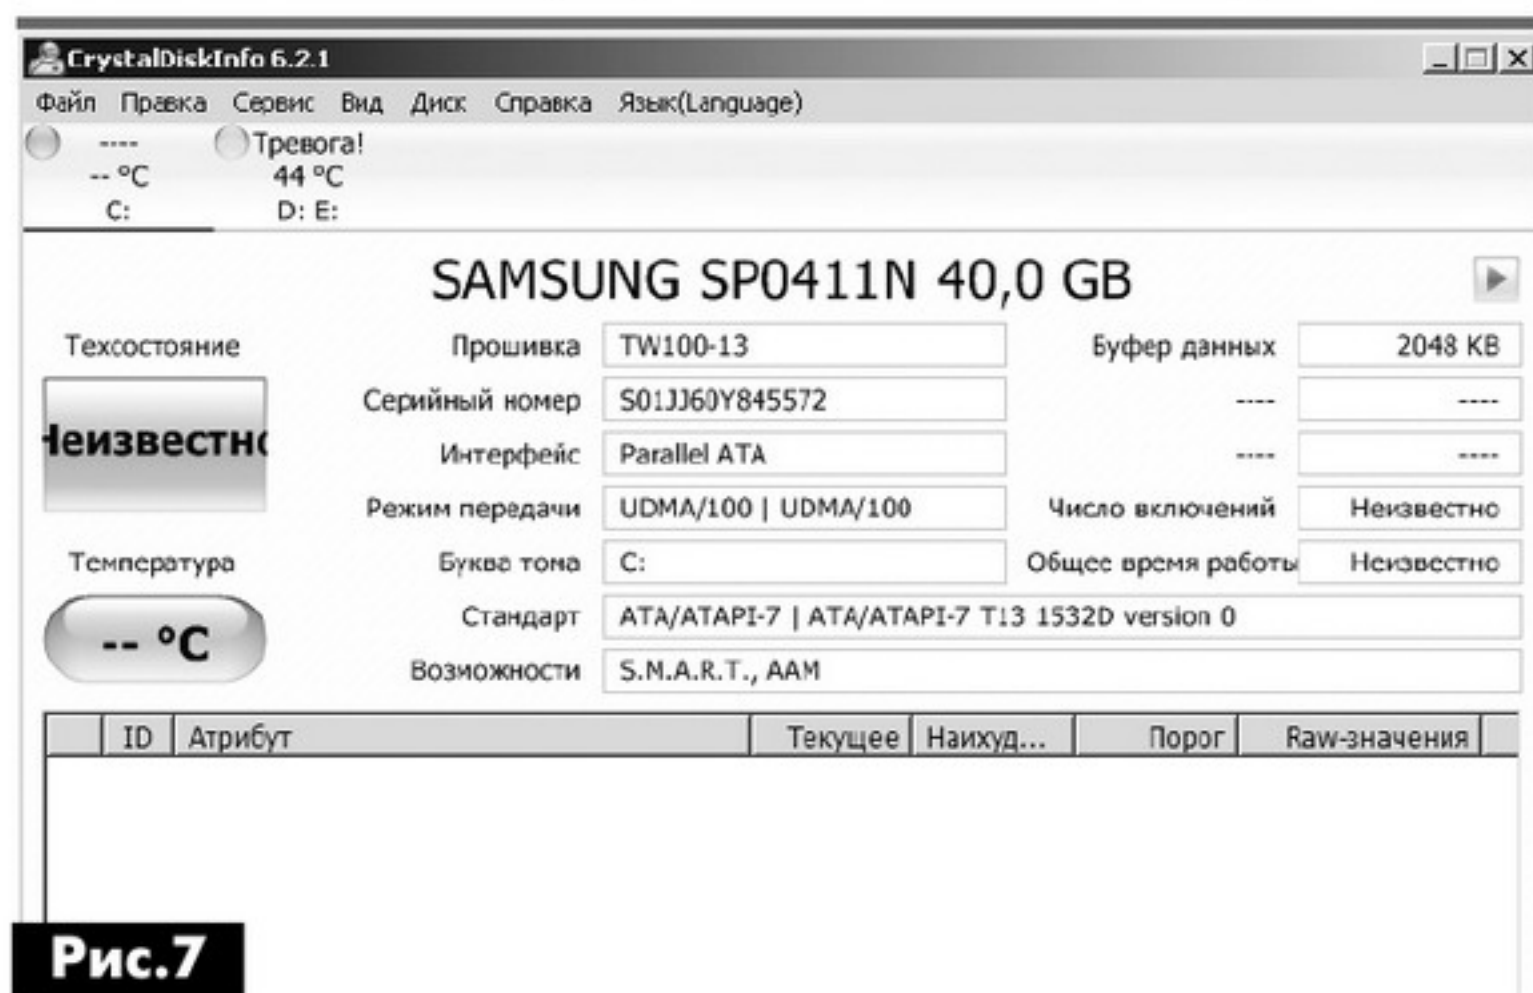 CrystalDiskInfo 6.2.1
Файл Правка Сервис Вид Диск Справка Язык(Language)
---- Тревога!
-- °C 44 °C
C: D: E:
SAMSUNG SP0411N 40,0 GB
Техсостояние Прошивка TW100-13 Буфер данных 2048 KB
Серийный номер S01JJ60Y845572 ---- ----
Неизвестно Интерфейс Parallel ATA ---- ----
Режим передачи UDMA/100 | UDMA/100 Число включений Неизвестно
Температура Буква тома C: Общее время работы Неизвестно
Стандарт ATA/ATAPI-7 | ATA/ATAPI-7 T13 1532D version 0
-- °C Возможности S.M.A.R.T., AAM
ID Атрибут Текущее Наихуд... Порог Raw-значения
Рис.7